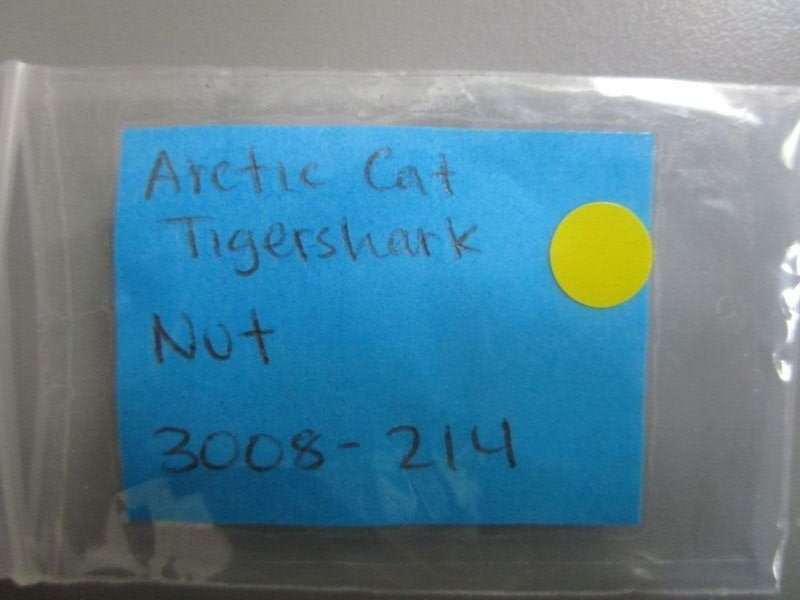 Arctic Cat
Tigershark
Nut
3008-214